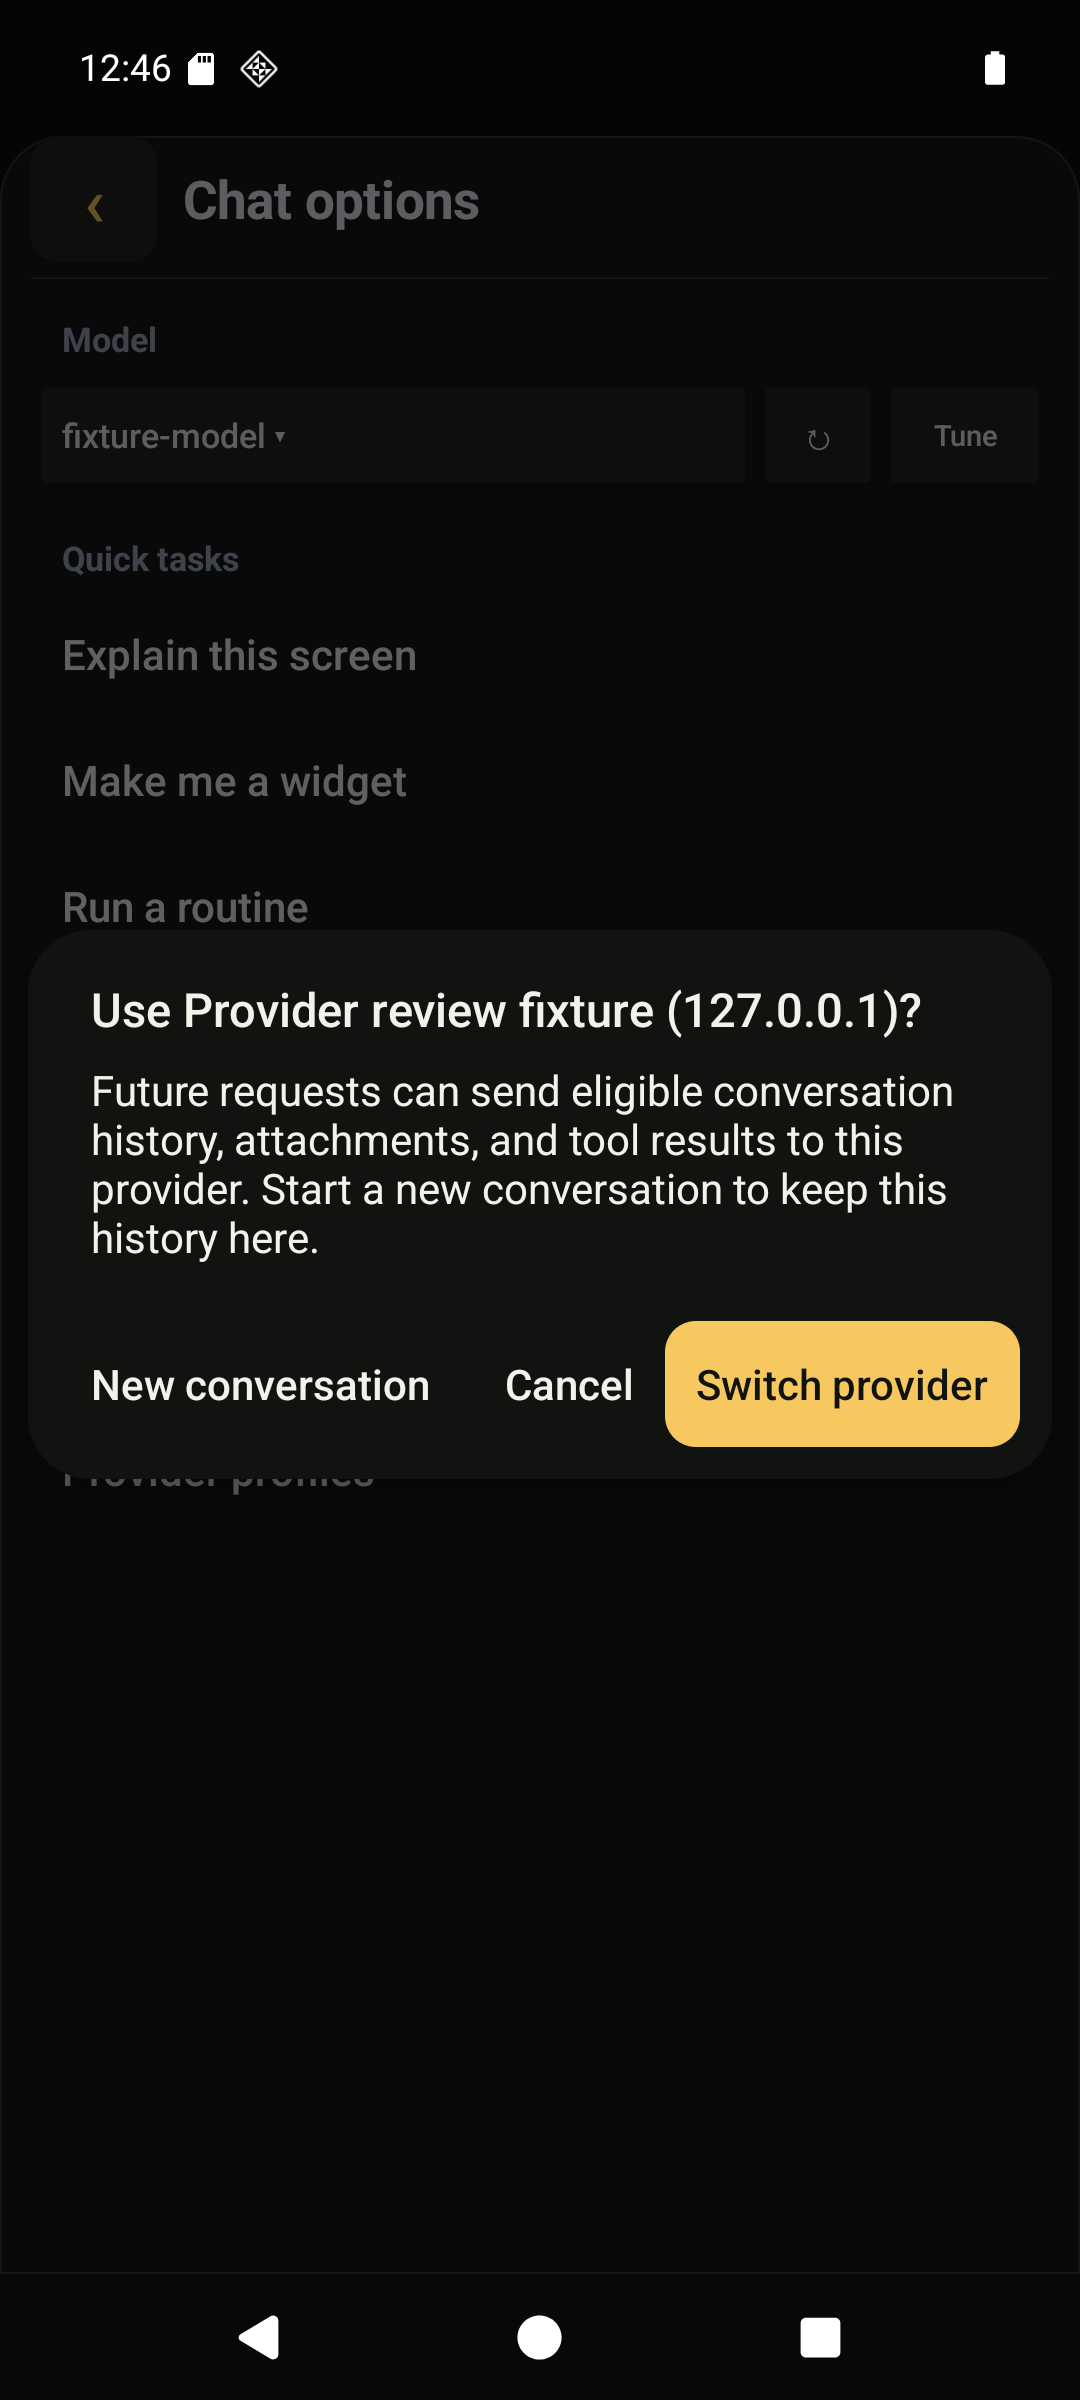 12:46
Chat options
Model
fixture-model ▾
Tune
Quick tasks
Explain this screen
Make me a widget
Run a routine
Use Provider review fixture (127.0.0.1)?
Future requests can send eligible conversation
history, attachments, and tool results to this
provider. Start a new conversation to keep this
history here.
New conversation
Cancel
Switch provider
Provider profiles